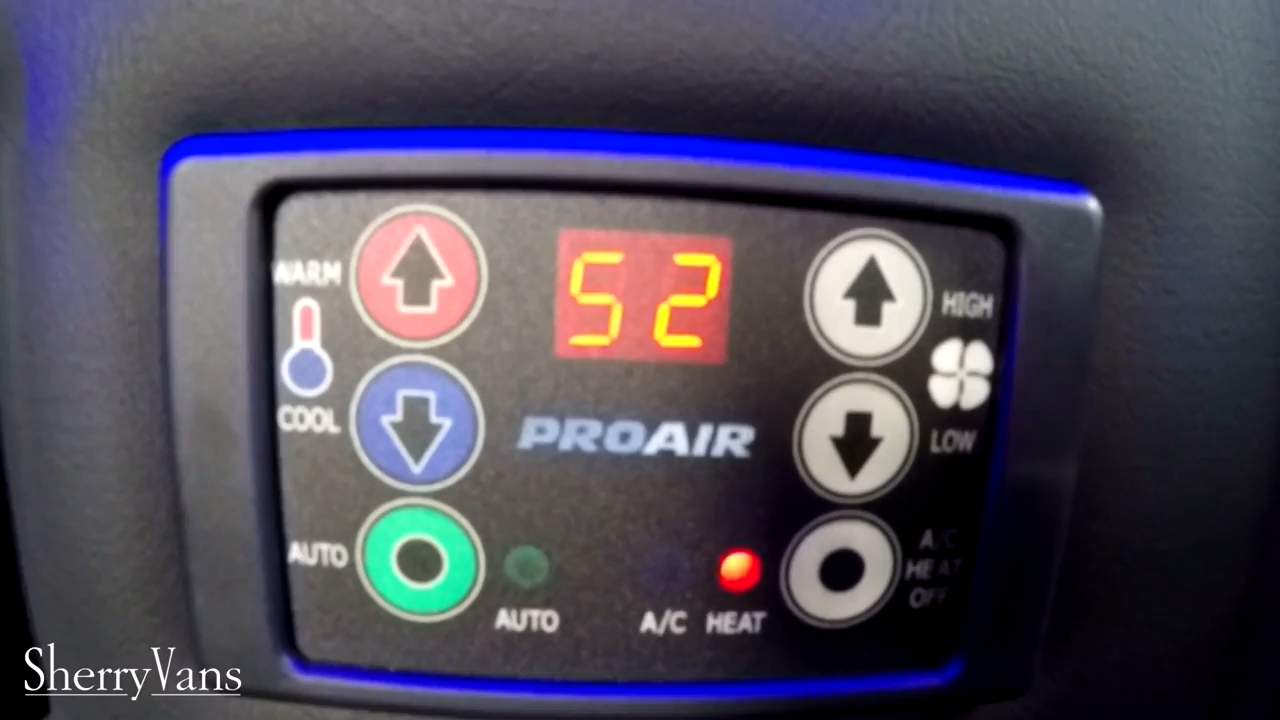 WARM
52
HIGH
COOL
PROAIR
LOW
AUTO
A/C
HEAT
OFF
AUTO
A/C HEAT
SherryVans